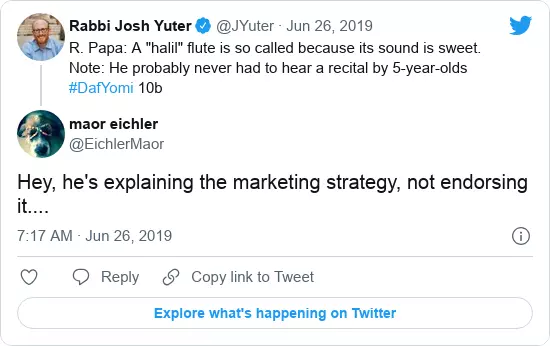 Rabbi Josh Yuter @JYuter · Jun 26, 2019
R. Papa: A "halil" flute is so called because its sound is sweet.
Note: He probably never had to hear a recital by 5-year-olds
#DafYomi 10b
maor eichler
@EichlerMaor
Hey, he's explaining the marketing strategy, not endorsing
it....
7:17 AM · Jun 26, 2019
Reply Copy link to Tweet
Explore what's happening on Twitter